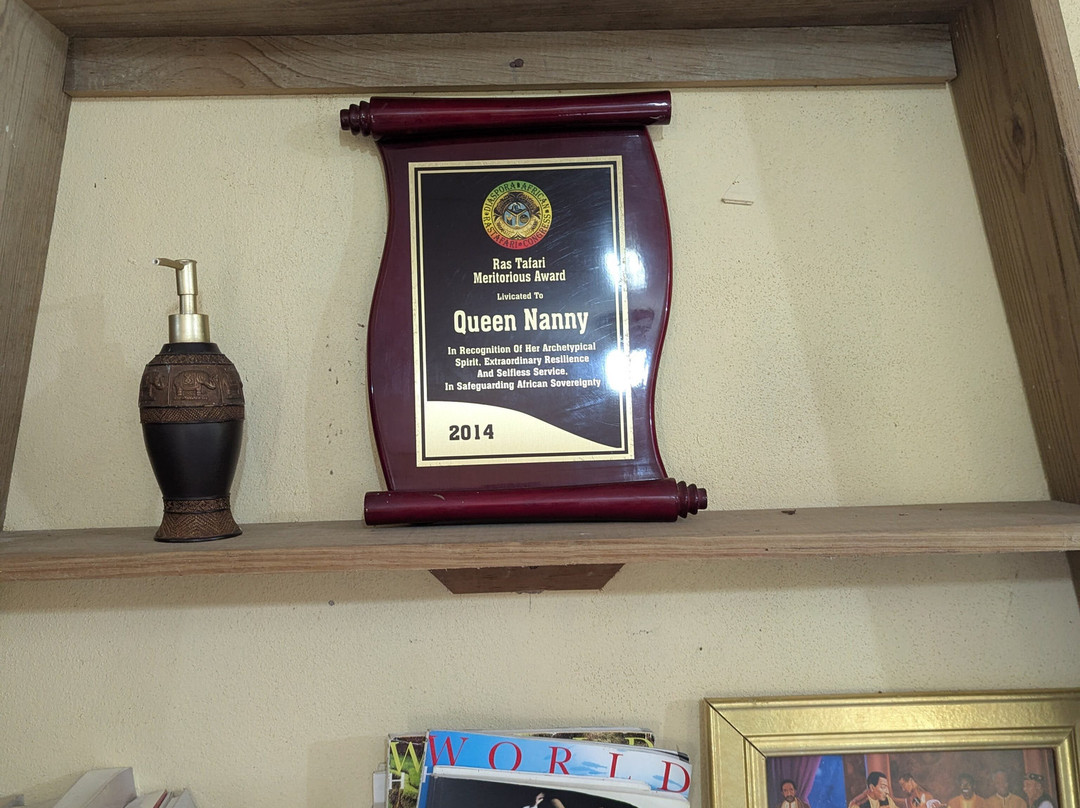 DIASPORA AFRICAN
RASTAFARI CONGRESS
Ras Tafari
Meritorious Award
Livicated To
Queen Nanny
In Recognition Of Her Archetypical
Spirit, Extraordinary Resilience
And Selfless Service.
In Safeguarding African Sovereignty
2014
WORLD